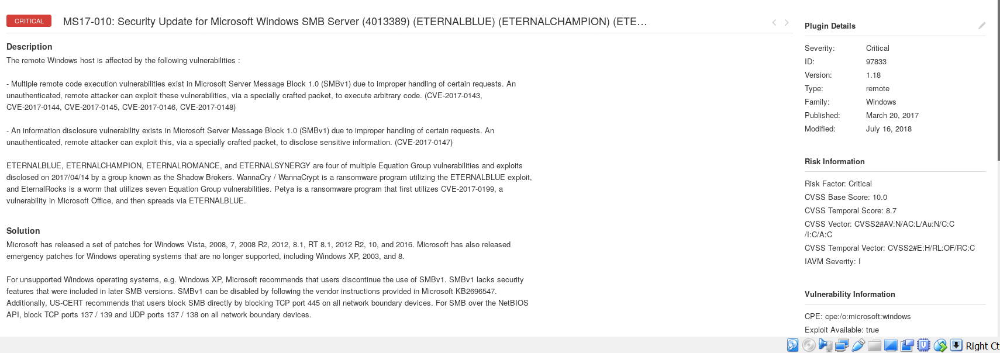 CRITICAL
MS17-010: Security Update for Microsoft Windows SMB Server (4013389) (ETERNALBLUE) (ETERNALCHAMPION) (ETE...
Description
The remote Windows host is affected by the following vulnerabilities :
- Multiple remote code execution vulnerabilities exist in Microsoft Server Message Block 1.0 (SMBv1) due to improper handling of certain requests. An
unauthenticated, remote attacker can exploit these vulnerabilities, via a specially crafted packet, to execute arbitrary code. (CVE-2017-0143,
CVE-2017-0144, CVE-2017-0145, CVE-2017-0146, CVE-2017-0148)
- An information disclosure vulnerability exists in Microsoft Server Message Block 1.0 (SMBv1) due to improper handling of certain requests. An
unauthenticated, remote attacker can exploit this, via a specially crafted packet, to disclose sensitive information. (CVE-2017-0147)
ETERNALBLUE, ETERNALCHAMPION, ETERNALROMANCE, and ETERNALSYNERGY are four of multiple Equation Group vulnerabilities and exploits
disclosed on 2017/04/14 by a group known as the Shadow Brokers. WannaCry / WannaCrypt is a ransomware program utilizing the ETERNALBLUE exploit,
and EternalRocks is a worm that utilizes seven Equation Group vulnerabilities. Petya is a ransomware program that first utilizes CVE-2017-0199, a
vulnerability in Microsoft Office, and then spreads via ETERNALBLUE.
Solution
Microsoft has released a set of patches for Windows Vista, 2008, 7, 2008 R2, 2012, 8.1, RT 8.1, 2012 R2, 10, and 2016. Microsoft has also released
emergency patches for Windows operating systems that are no longer supported, including Windows XP, 2003, and 8.
For unsupported Windows operating systems, e.g. Windows XP, Microsoft recommends that users discontinue the use of SMBv1. SMBv1 lacks security
features that were included in later SMB versions. SMBv1 can be disabled by following the vendor instructions provided in Microsoft KB2696547.
Additionally, US-CERT recommends that users block SMB directly by blocking TCP port 445 on all network boundary devices. For SMB over the NetBIOS
API, block TCP ports 137 / 139 and UDP ports 137 / 138 on all network boundary devices.
Plugin Details
Severity: Critical
ID: 97833
Version: 1.18
Type: remote
Family: Windows
Published: March 20, 2017
Modified: July 16, 2018
Risk Information
Risk Factor: Critical
CVSS Base Score: 10.0
CVSS Temporal Score: 8.7
CVSS Vector: CVSS2#AV:N/AC:L/Au:N/C:C
/I:C/A:C
CVSS Temporal Vector: CVSS2#E:H/RL:OF/RC:C
IAVM Severity: I
Vulnerability Information
CPE: cpe:/o:microsoft:windows
Exploit Available: true
Right Ct